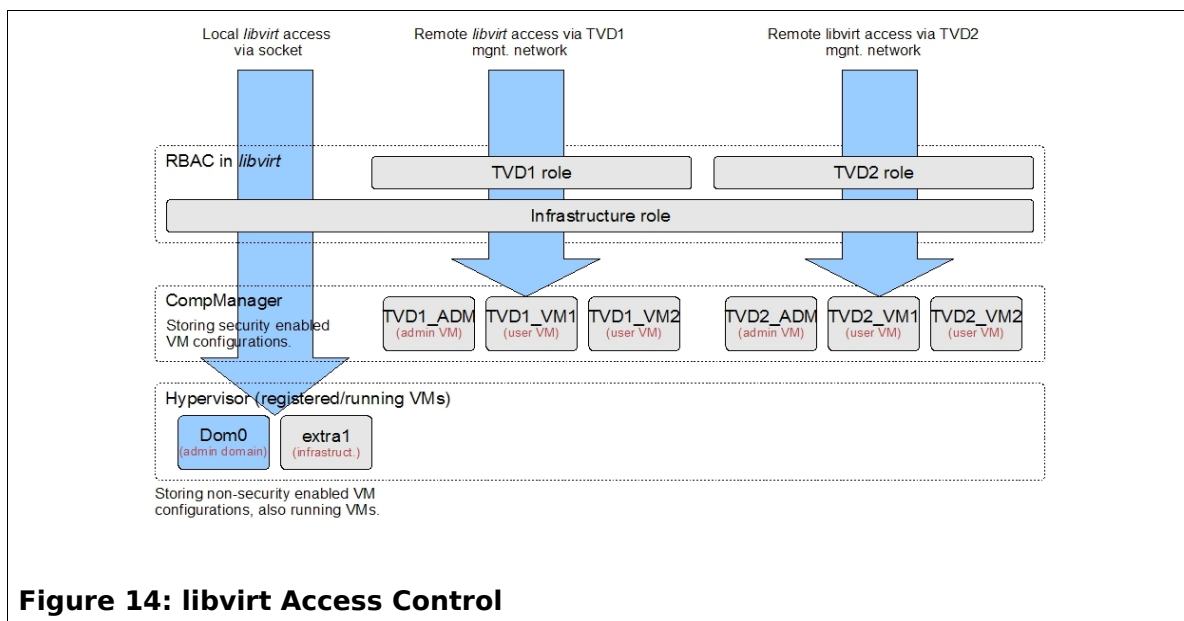 Local libvirt access
via socket
Remote libvirt access via TVD1
mgnt. network
Remote libvirt access via TVD2
mgnt. network
RBAC in libvirt
TVD1 role
TVD2 role
Infrastructure role
CompManager
Storing security enabled
VM configurations.
TVD1_ADM
(admin VM)
TVD1_VM1
(user VM)
TVD1_VM2
(user VM)
TVD2_ADM
(admin VM)
TVD2_VM1
(user VM)
TVD2_VM2
(user VM)
Hypervisor (registered/running VMs)
Dom0
(admin domain)
extra1
(infrastruct.)
Storing non-security enabled VM
configurations, also running VMs.
Figure 14: libvirt Access Control